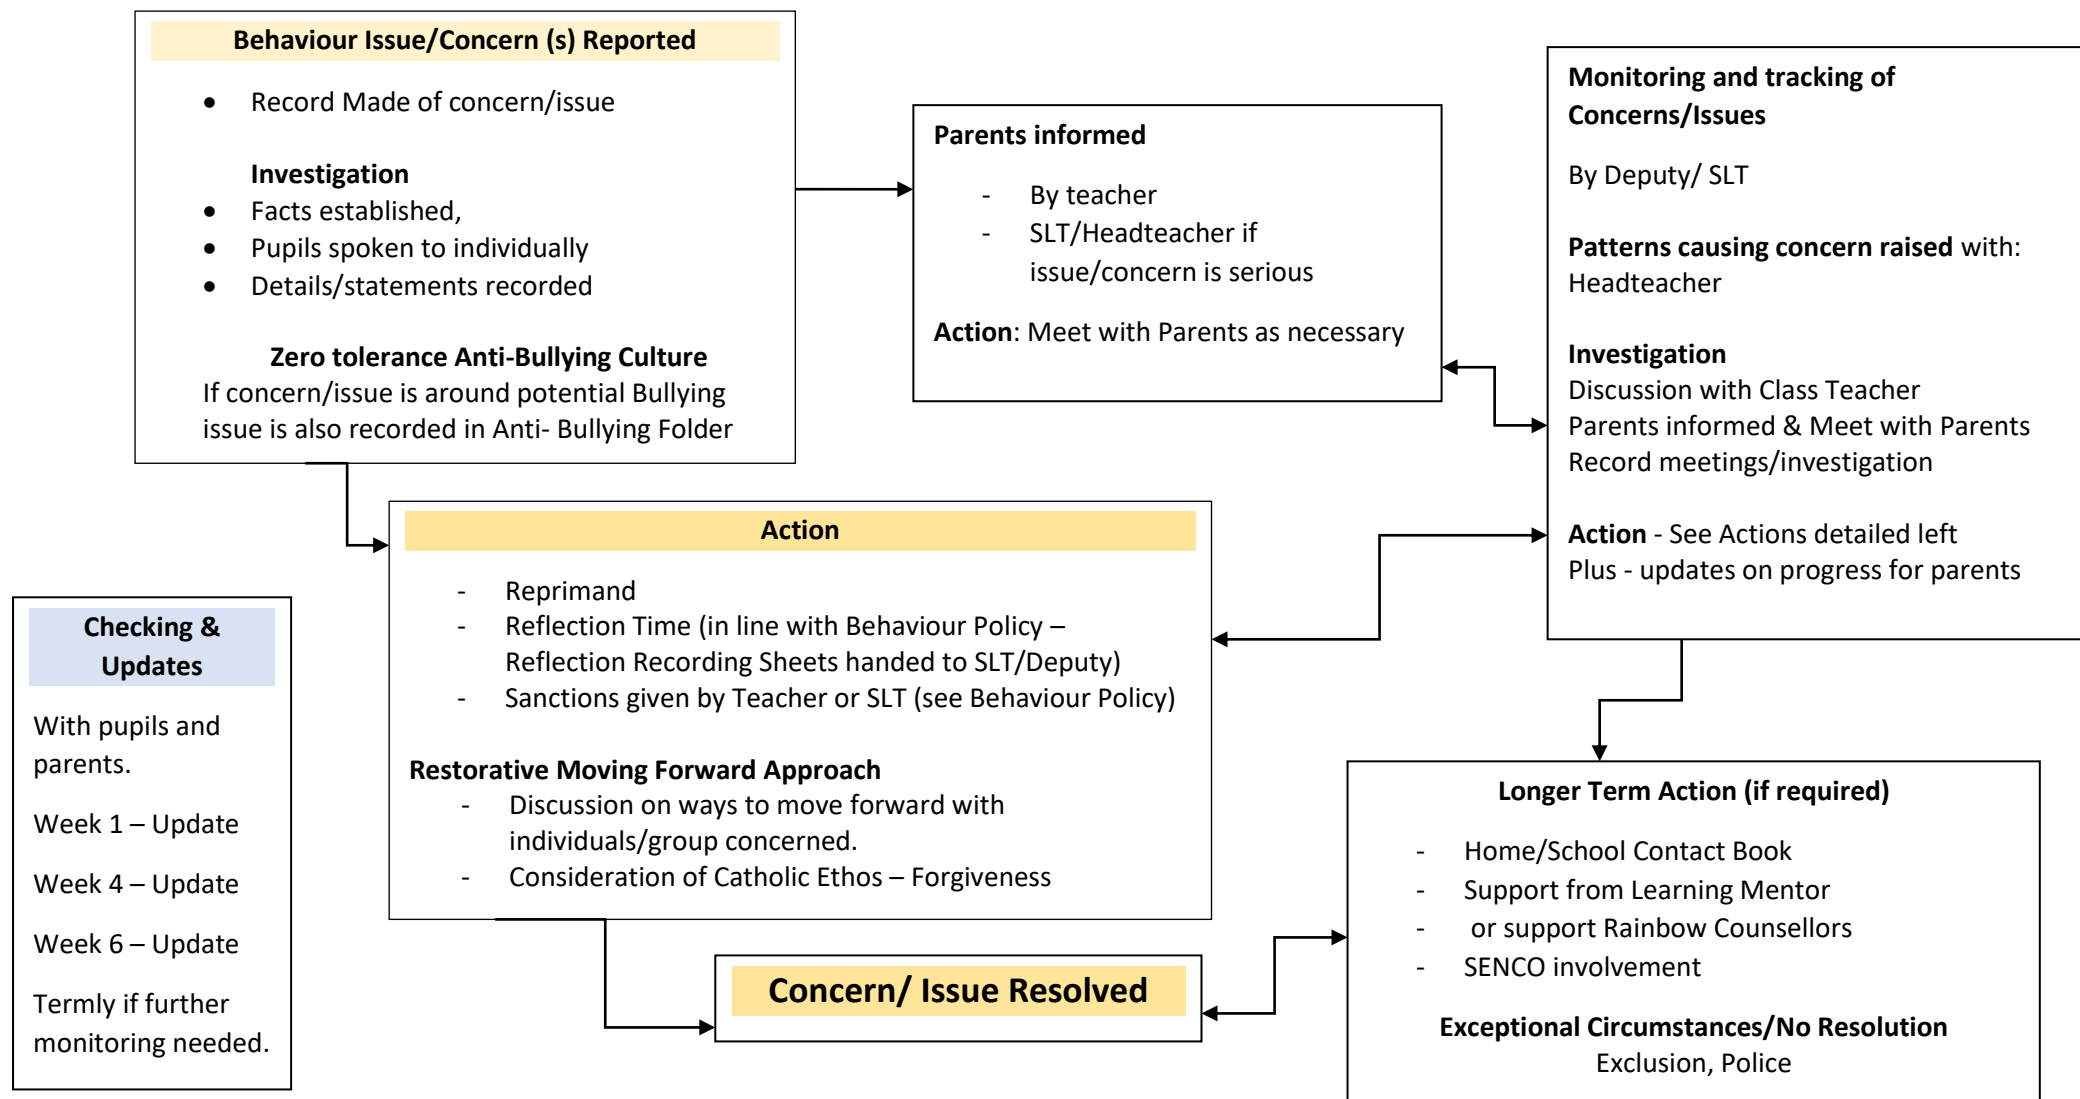 Behaviour Issue/Concern (s) Reported
• Record Made of concern/issue
Investigation
• Facts established,
• Pupils spoken to individually
• Details/statements recorded
Zero tolerance Anti-Bullying Culture
If concern/issue is around potential Bullying
issue is also recorded in Anti- Bullying Folder
Parents informed
- By teacher
- SLT/Headteacher if
issue/concern is serious
Action: Meet with Parents as necessary
Monitoring and tracking of
Concerns/Issues
By Deputy/ SLT
Patterns causing concern raised with:
Headteacher
Investigation
Discussion with Class Teacher
Parents informed & Meet with Parents
Record meetings/investigation
Action - See Actions detailed left
Plus - updates on progress for parents
Action
- Reprimand
- Reflection Time (in line with Behaviour Policy –
Reflection Recording Sheets handed to SLT/Deputy)
- Sanctions given by Teacher or SLT (see Behaviour Policy)
Restorative Moving Forward Approach
- Discussion on ways to move forward with
individuals/group concerned.
- Consideration of Catholic Ethos – Forgiveness
Checking &
Updates
With pupils and
parents.
Week 1 – Update
Week 4 – Update
Week 6 – Update
Termly if further
monitoring needed.
Concern/ Issue Resolved
Longer Term Action (if required)
- Home/School Contact Book
- Support from Learning Mentor
- or support Rainbow Counsellors
- SENCO involvement
Exceptional Circumstances/No Resolution
Exclusion, Police